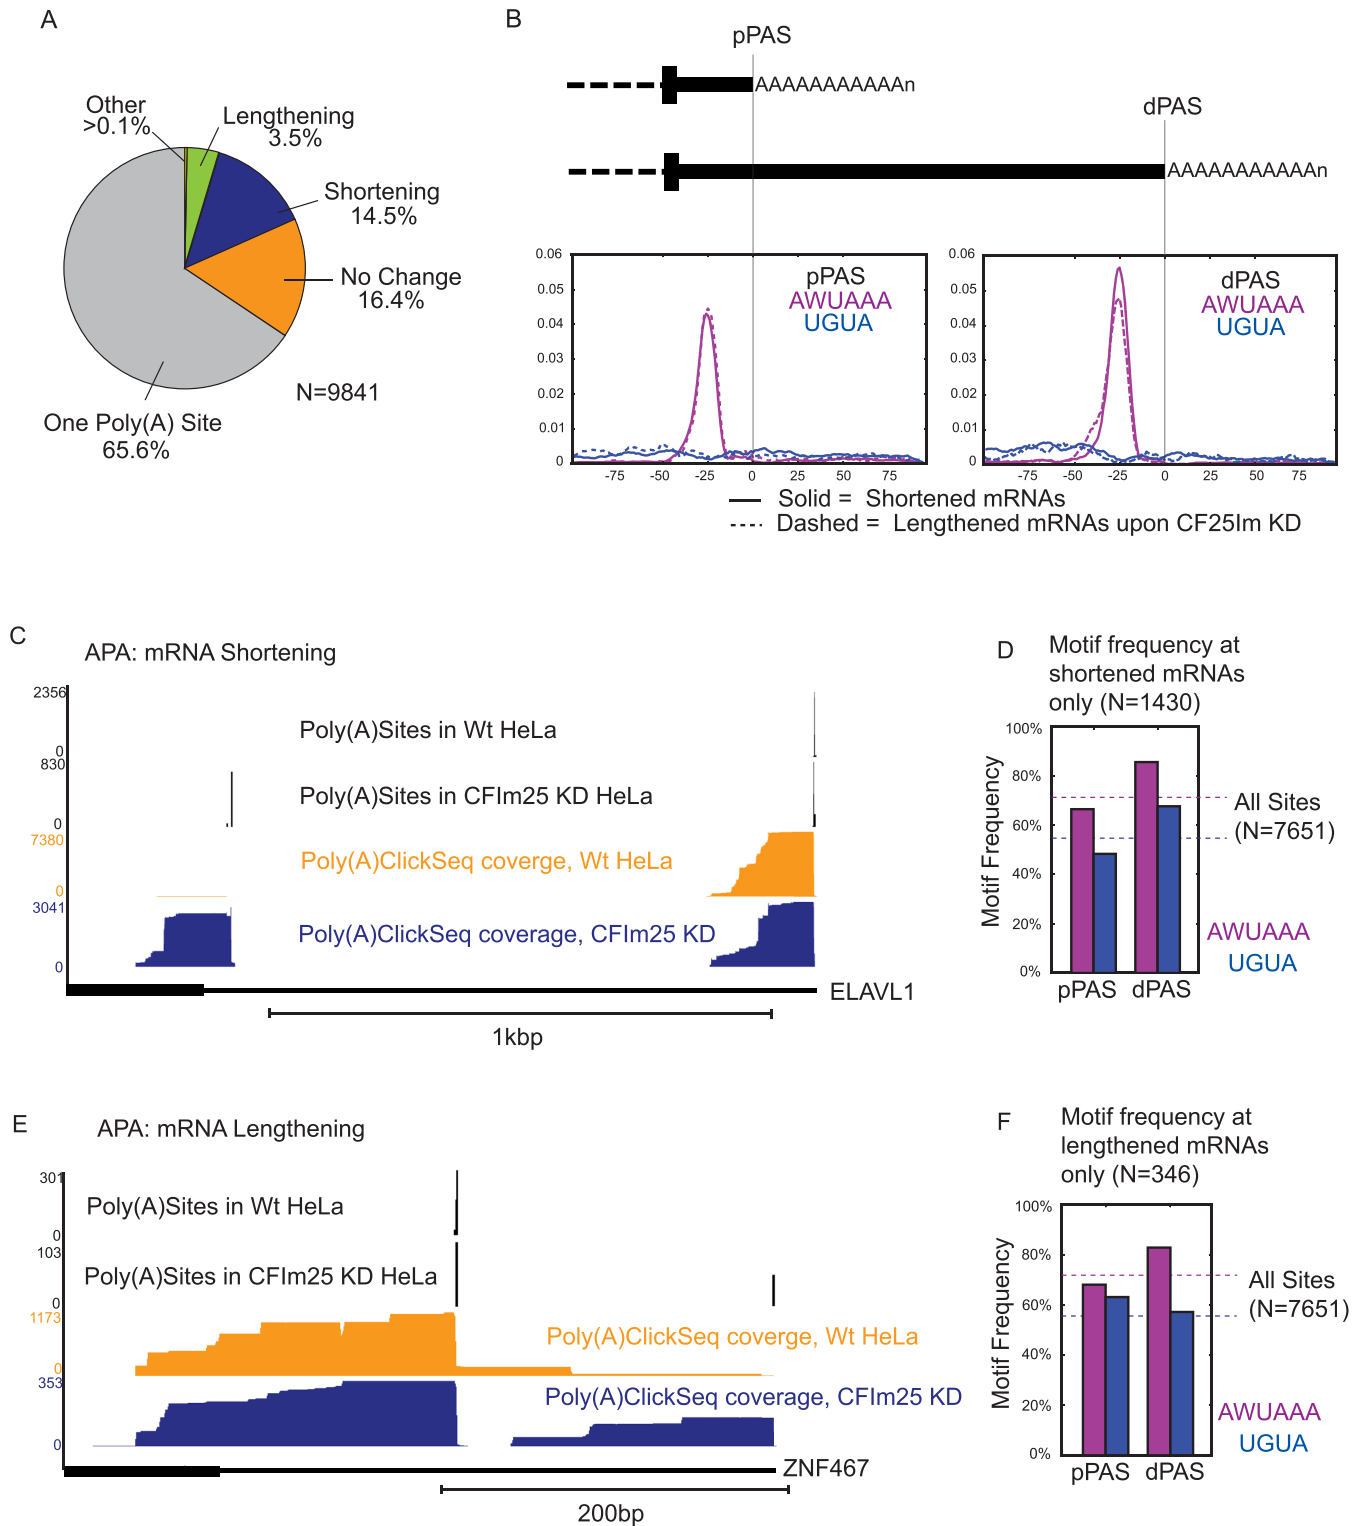 A
Other
>0.1%
Lengthening
3.5%
Shortening
14.5%
No Change
16.4%
N=9841
One Poly(A) Site
65.6%
B
pPAS
AAAAAAAAAAAn
dPAS
AAAAAAAAAAAn
0.06
0.05
0.04
0.03
0.02
0.01
0
pPAS
AWUAAA
UGUA
-75 -50 -25 0 25 50 75
0.06
0.05
0.04
0.03
0.02
0.01
0
dPAS
AWUAAA
UGUA
-75 -50 -25 0 25 50 75
Solid = Shortened mRNAs
Dashed = Lengthened mRNAs upon CF25Im KD
C
APA: mRNA Shortening
2356
0
Poly(A)Sites in Wt HeLa
830
0
Poly(A)Sites in CFIm25 KD HeLa
7380
0
Poly(A)ClickSeq coverge, Wt HeLa
3041
0
Poly(A)ClickSeq coverage, CFIm25 KD
ELAVL1
1kbp
D
Motif frequency at
shortened mRNAs
only (N=1430)
Motif Frequency
100%
80%
60%
40%
20%
0%
All Sites
(N=7651)
AWUAAA
UGUA
pPAS dPAS
E
APA: mRNA Lengthening
301
0
Poly(A)Sites in Wt HeLa
103
0
Poly(A)Sites in CFIm25 KD HeLa
1173
0
Poly(A)ClickSeq coverge, Wt HeLa
353
0
Poly(A)ClickSeq coverage, CFIm25 KD
ZNF467
200bp
F
Motif frequency at
lengthened mRNAs
only (N=346)
Motif Frequency
100%
80%
60%
40%
20%
0%
All Sites
(N=7651)
AWUAAA
UGUA
pPAS dPAS